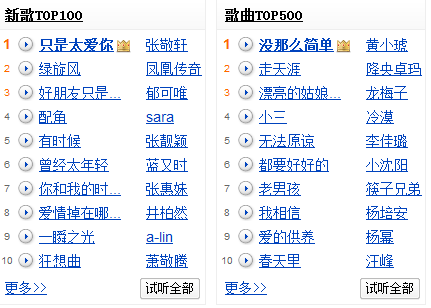 新歌TOP100
1 只是太爱你 张敬轩
2 绿旋风 凤凰传奇
3 好朋友只是... 郁可唯
4 配角 sara
5 有时候 张靓颖
6 曾经太年轻 蓝又时
7 你和我的时... 张惠妹
8 爱情掉在哪... 井柏然
9 一瞬之光 a-lin
10 狂想曲 萧敬腾
更多>> 试听全部
歌曲TOP500
1 没那么简单 黄小琥
2 走天涯 降央卓玛
3 漂亮的姑娘... 龙梅子
4 小三 冷漠
5 无法原谅 李佳璐
6 都要好好的 小沈阳
7 老男孩 筷子兄弟
8 我相信 杨培安
9 爱的供养 杨幂
10 春天里 汪峰
更多>> 试听全部